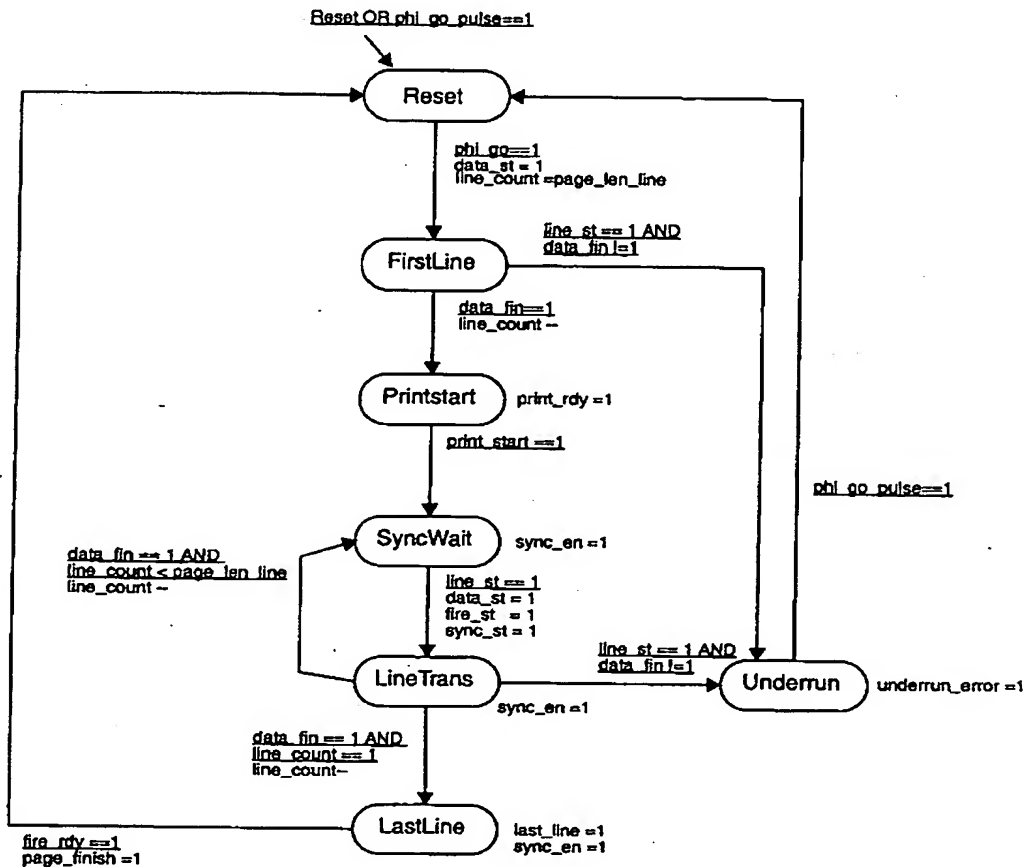 Reset OR phi_go_pulse==1
Reset
phi_go==1
data_st = 1
line_count =page_len_line
line_st == 1 AND
data_fin !=1
FirstLine
data_fin==1
line_count --
Printstart
print_rdy =1
print_start ==1
phi_go_pulse==1
SyncWait
sync_en =1
data_fin == 1 AND
line_count < page_len_line
line_count --
line_st == 1
data_st = 1
fire_st = 1
sync_st = 1
line_st == 1 AND
data_fin !=1
LineTrans
sync_en =1
Underrun
underrun_error =1
data_fin == 1 AND
line_count == 1
line_count--
LastLine
last_line =1
sync_en =1
fire_rdy ==1
page_finish =1